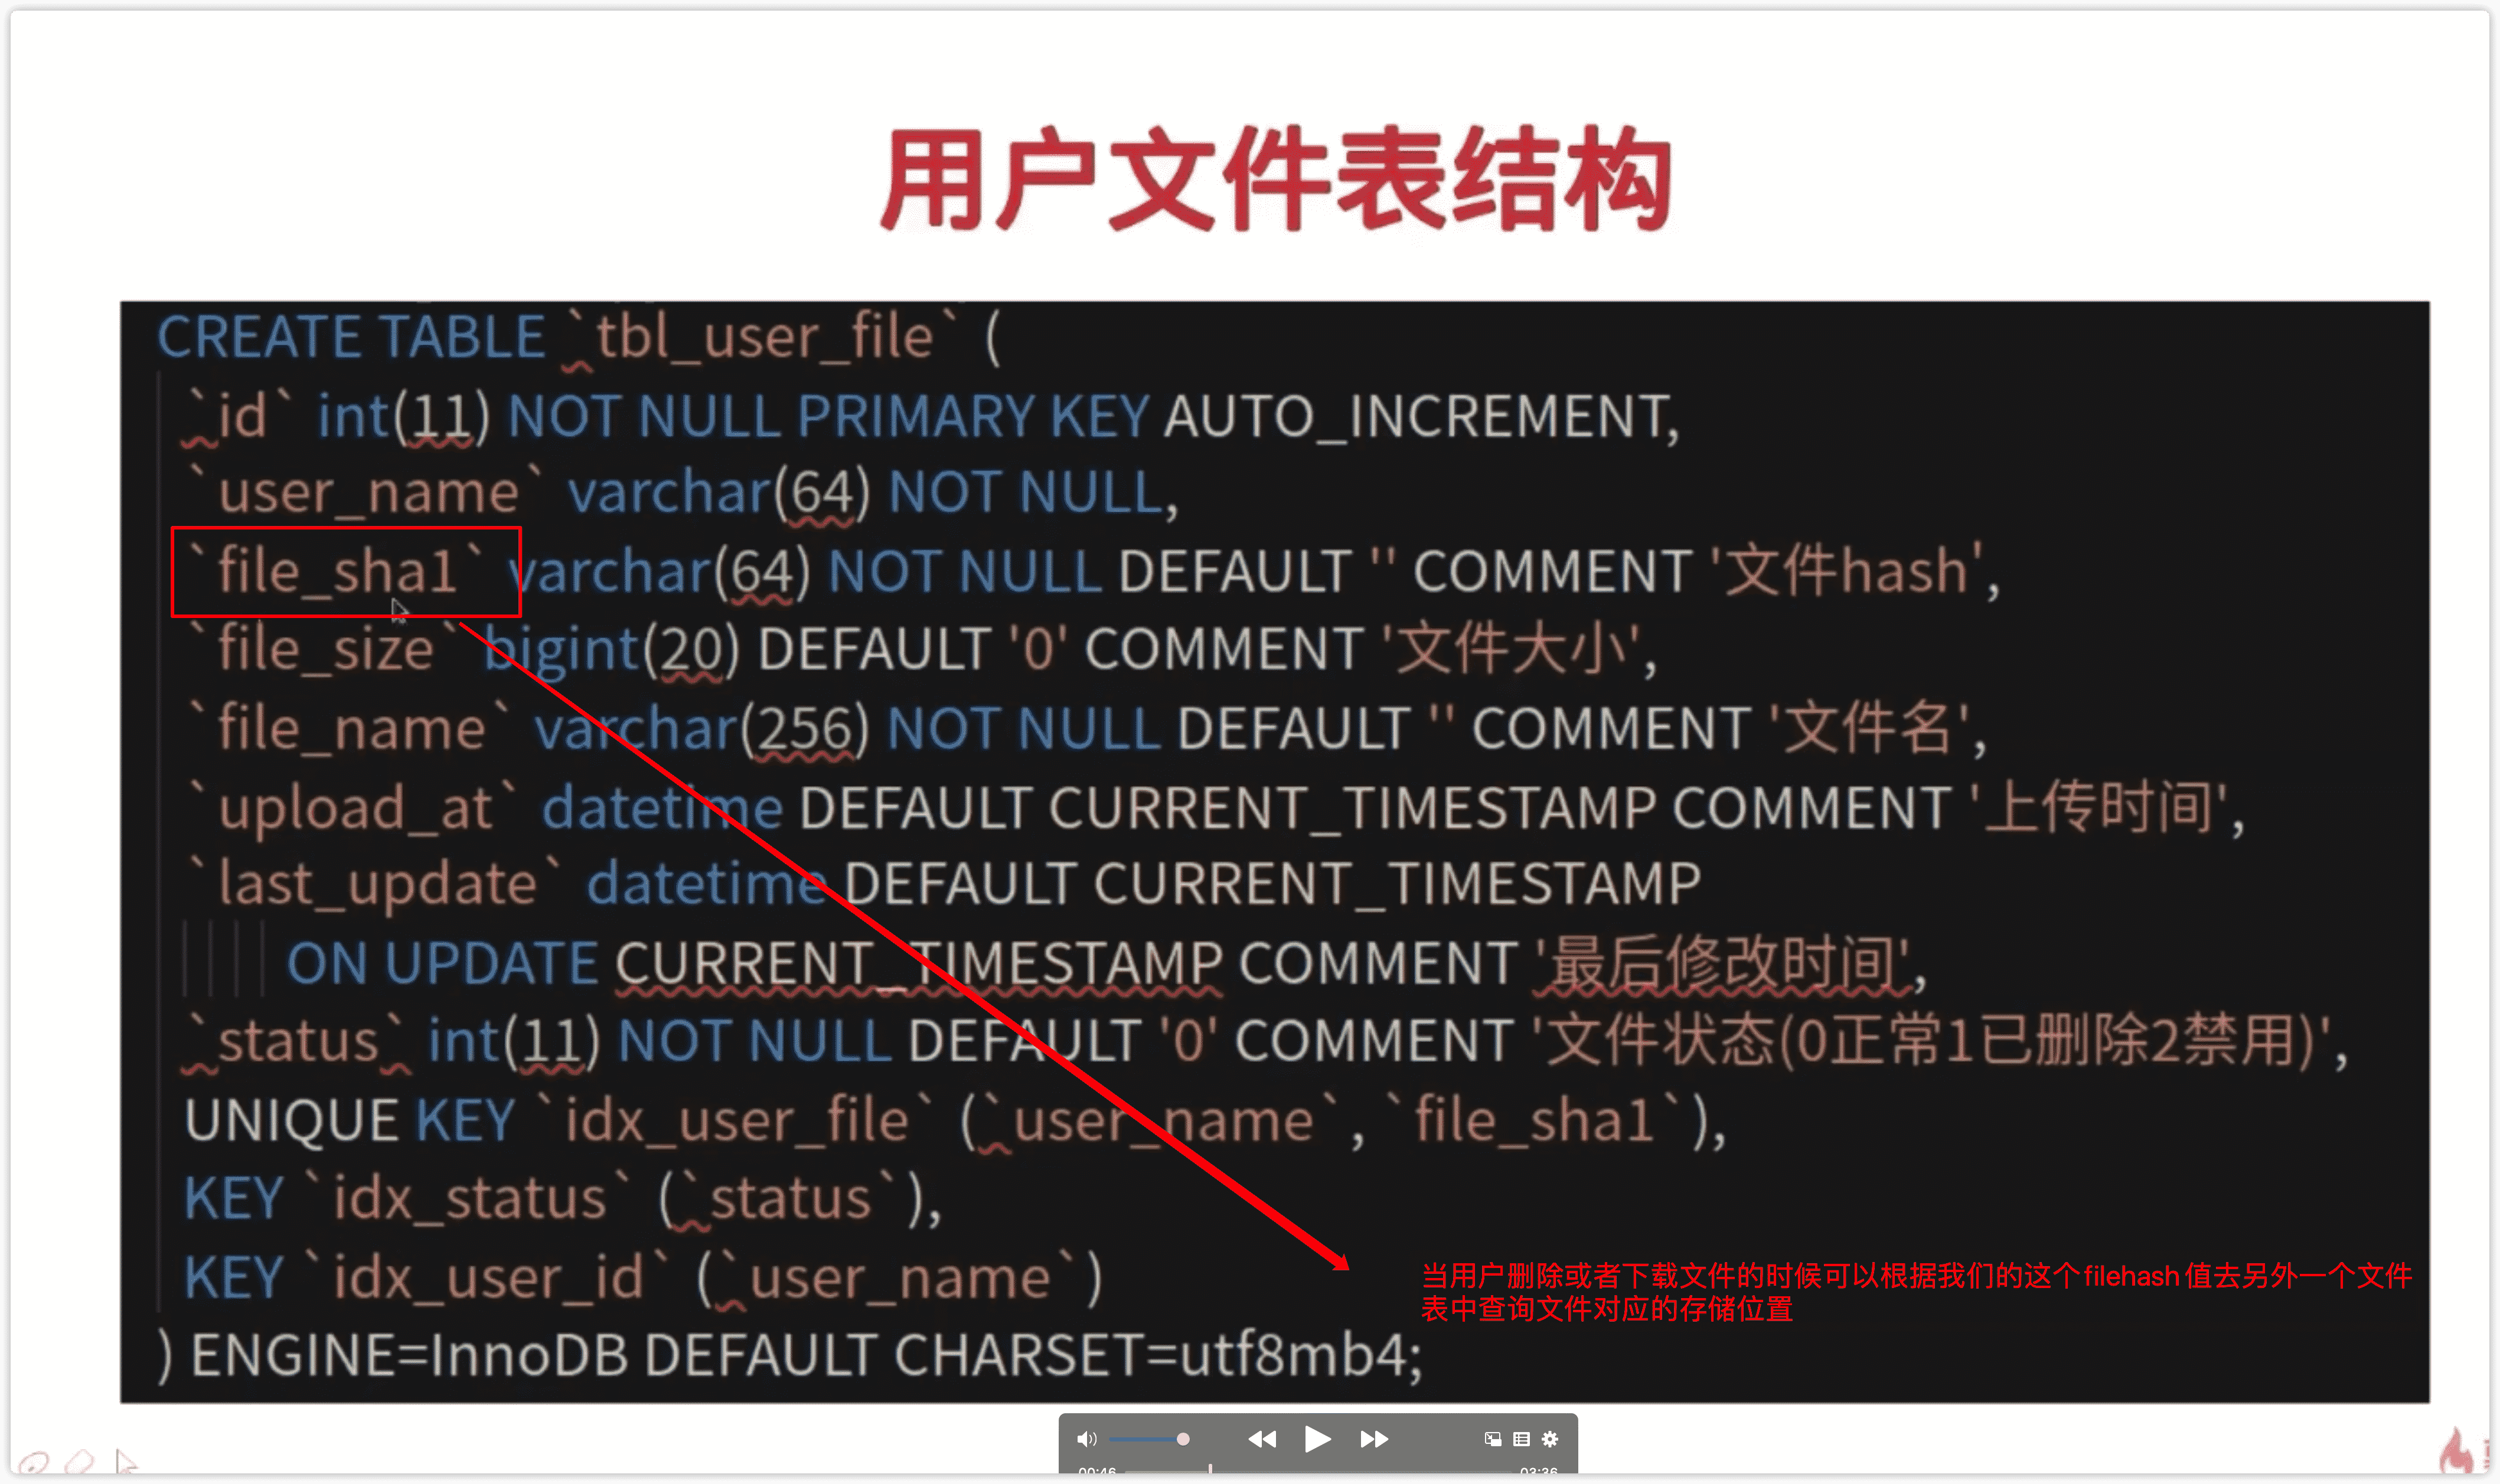 用户文件表结构
CREATE TABLE `tbl_user_file` (
`id` int(11) NOT NULL PRIMARY KEY AUTO_INCREMENT,
`user_name` varchar(64) NOT NULL,
`file_sha1` varchar(64) NOT NULL DEFAULT '' COMMENT '文件hash',
`file_size` bigint(20) DEFAULT '0' COMMENT '文件大小',
`file_name` varchar(256) NOT NULL DEFAULT '' COMMENT '文件名',
`upload_at` datetime DEFAULT CURRENT_TIMESTAMP COMMENT '上传时间',
`last_update` datetime DEFAULT CURRENT_TIMESTAMP
ON UPDATE CURRENT_TIMESTAMP COMMENT '最后修改时间',
`status` int(11) NOT NULL DEFAULT '0' COMMENT '文件状态(0正常1已删除2禁用)',
UNIQUE KEY `idx_user_file` (`user_name`, `file_sha1`),
KEY `idx_status` (`status`),
KEY `idx_user_id` (`user_name`)
当用户删除或者下载文件的时候可以根据我们的这个filehash值去另外一个文件
表中查询文件对应的存储位置
) ENGINE=InnoDB DEFAULT CHARSET=utf8mb4;